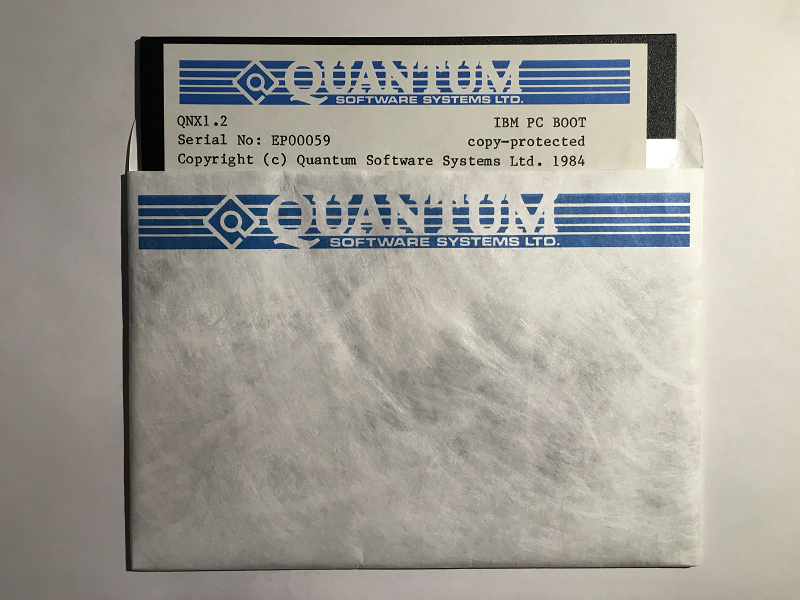 QUANTUM
SOFTWARE SYSTEMS LTD.
QNX1.2 IBM PC BOOT
Serial No: EP00059 copy-protected
Copyright (c) Quantum Software Systems Ltd. 1984
QUANTUM
SOFTWARE SYSTEMS LTD.